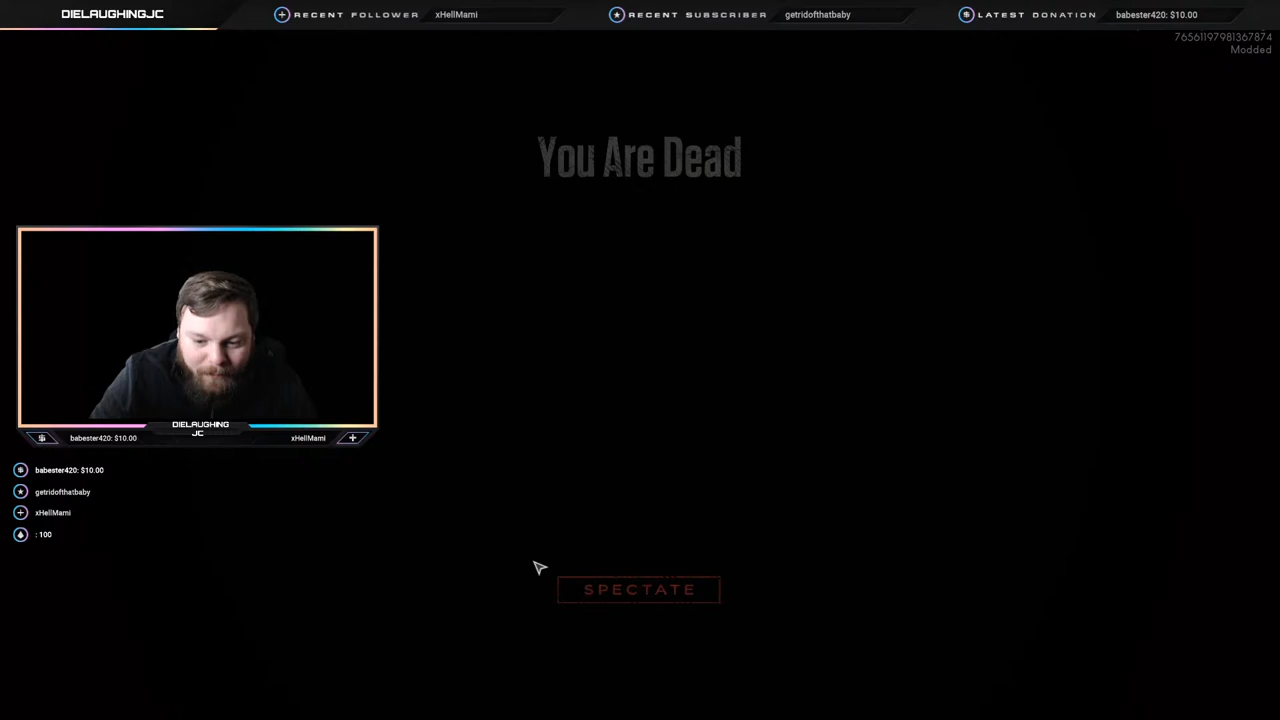 DIELAUGHINGJC
RECENT FOLLOWER xHellMami
RECENT SUBSCRIBER getridofthatbaby
LATEST DONATION babester420: $10.00
76561197981367874
Modded
You Are Dead
DIELAUGHING
JC
babester420: $10.00
xHellMami
babester420: $10.00
getridofthatbaby
xHellMami
: 100
SPECTATE